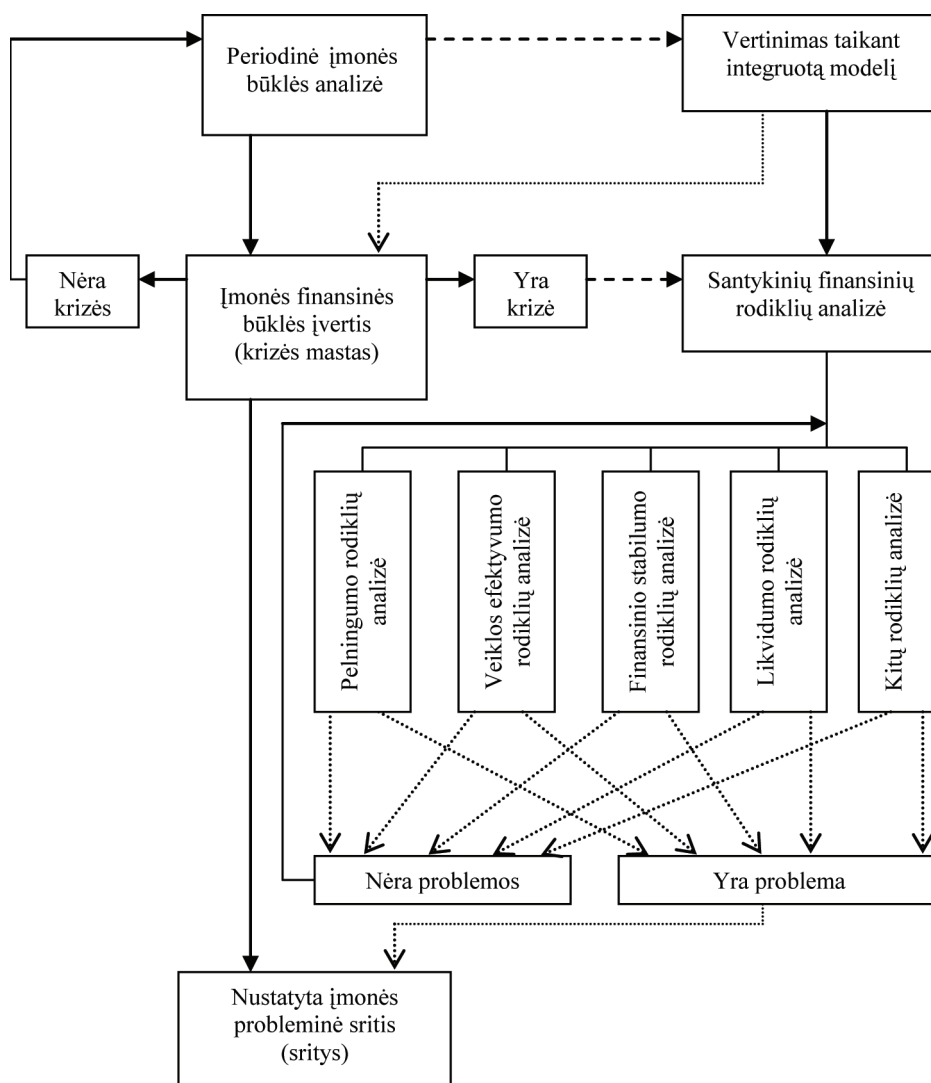 Periodinė įmonės
būklės analizė
Vertinimas taikant
integruotą modelį
Nėra
krizės
Įmonės finansinės
būklės įvertis
(krizės mastas)
Yra
krizė
Santykinių finansinių
rodiklių analizė
Pelningumo rodiklių
analizė
Veiklos efektyvumo
rodiklių analizė
Finansinio stabilumo
rodiklių analizė
Likvidumo rodiklių
analizė
Kitų rodiklių analizė
Nėra problemos
Yra problema
Nustatyta įmonės
probleminė sritis
(sritys)